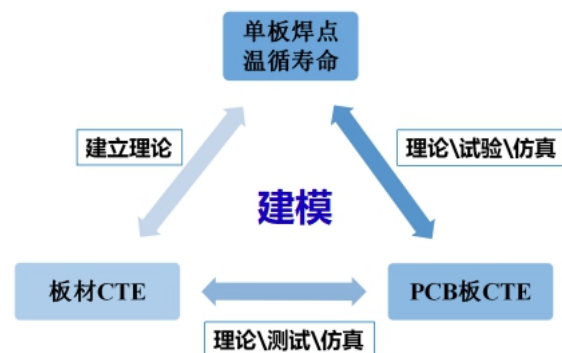 单板焊点
温循寿命
建立理论
理论\试验\仿真
建模
板材CTE
PCB板CTE
理论\测试\仿真